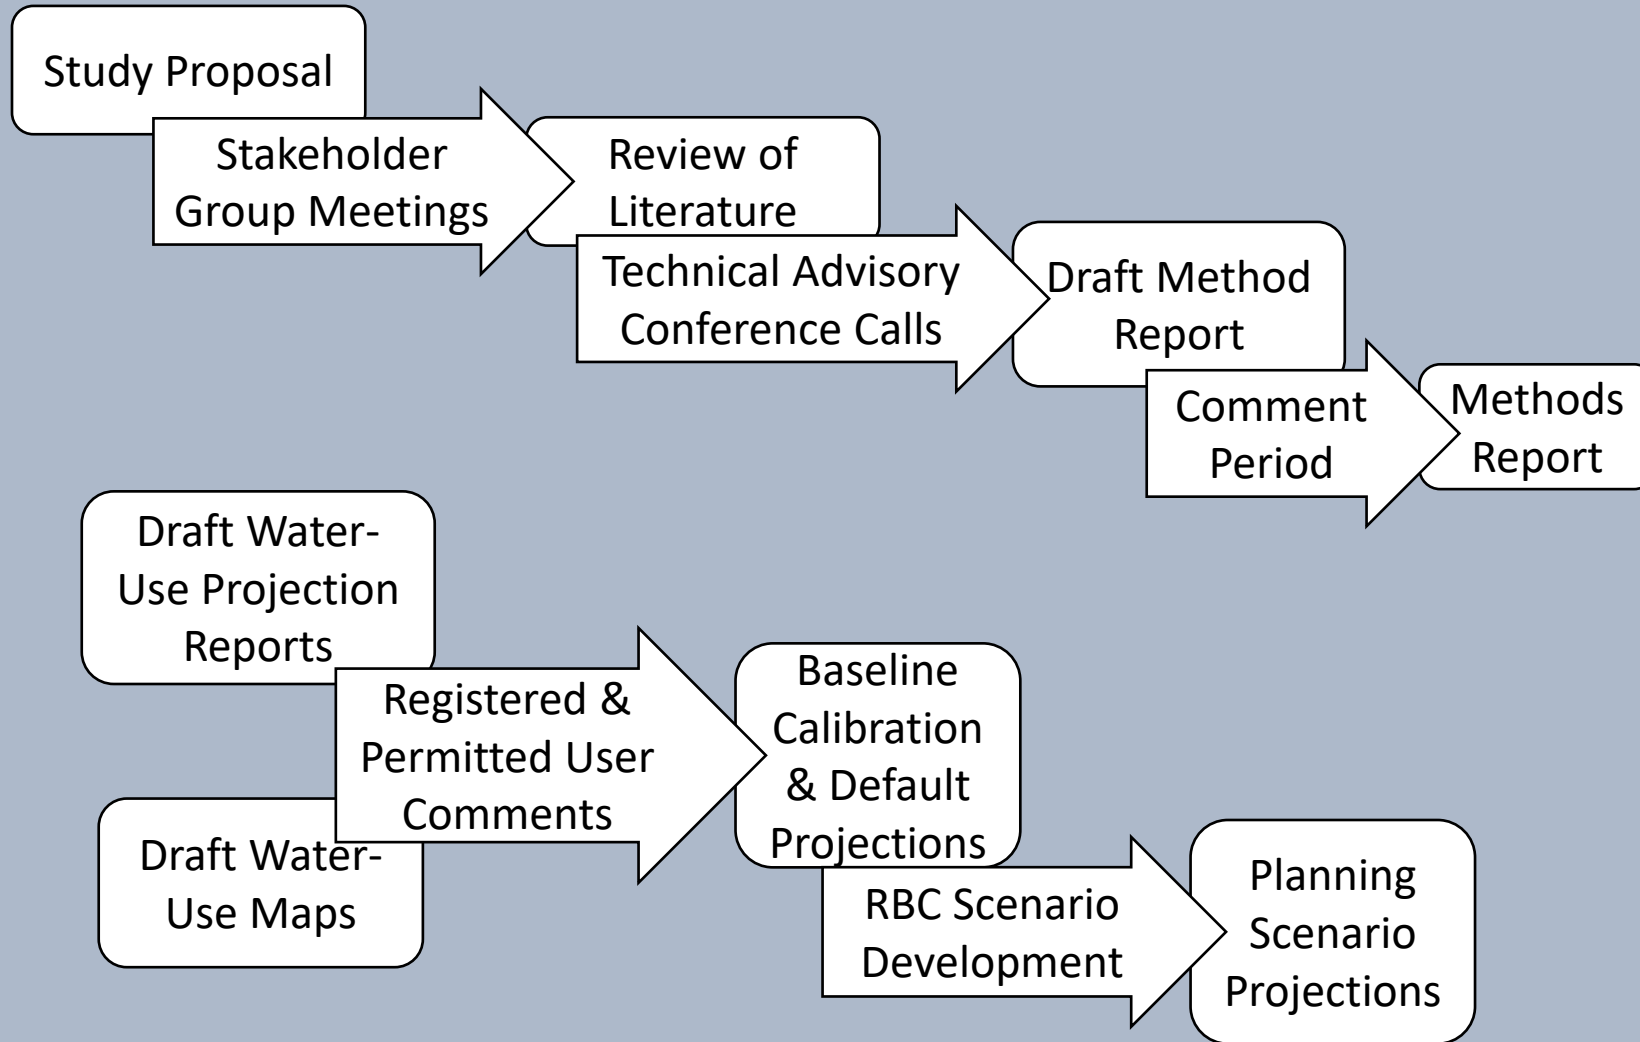 Study Proposal
Stakeholder
Group Meetings
Review of
Literature
Technical Advisory
Conference Calls
Draft Method
Report
Comment
Period
Methods
Report
Draft Water-
Use Projection
Reports
Draft Water-
Use Maps
Registered &
Permitted User
Comments
Baseline
Calibration
& Default
Projections
RBC Scenario
Development
Planning
Scenario
Projections